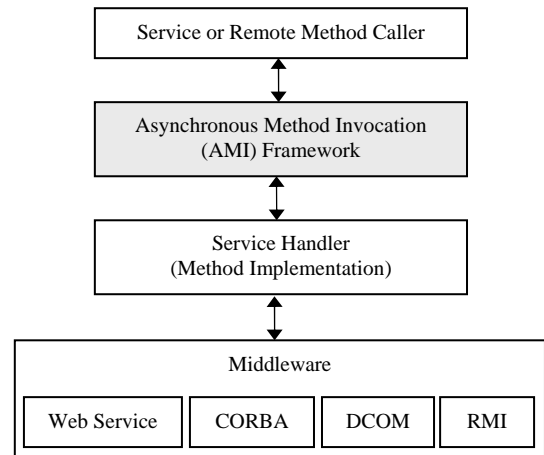 Service or Remote Method Caller
Asynchronous Method Invocation
(AMI) Framework
Service Handler
(Method Implementation)
Middleware
Web Service
CORBA
DCOM
RMI